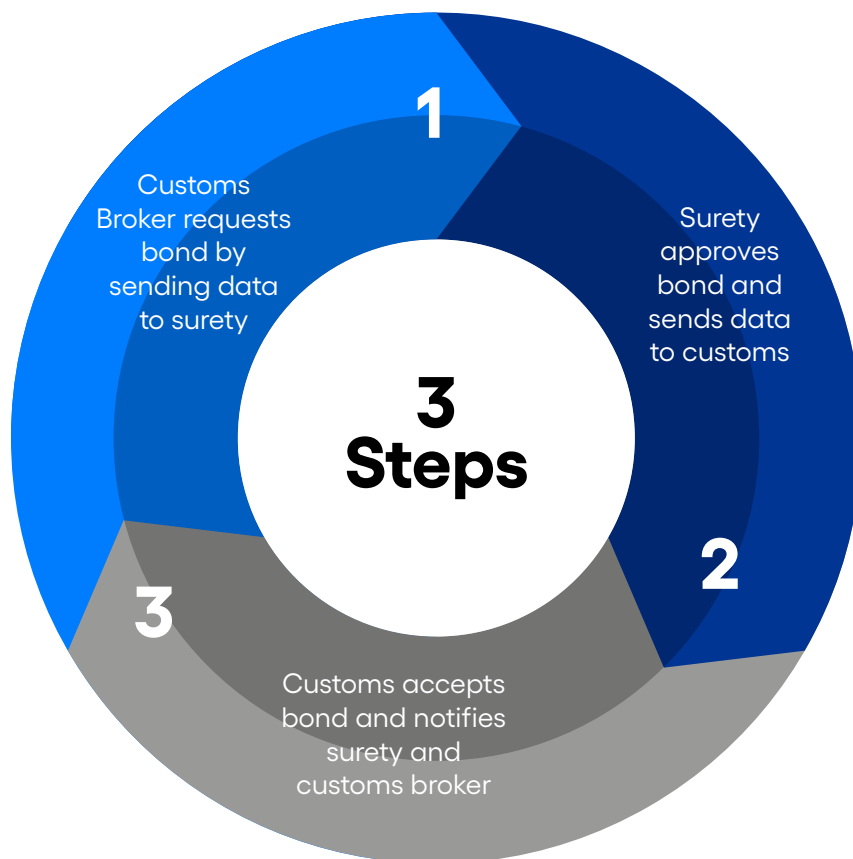 1
Customs
Broker requests
bond by
sending data
to surety
Surety
approves
bond and
sends data
to customs
2
3
Steps
3
Customs accepts
bond and notifies
surety and
customs broker